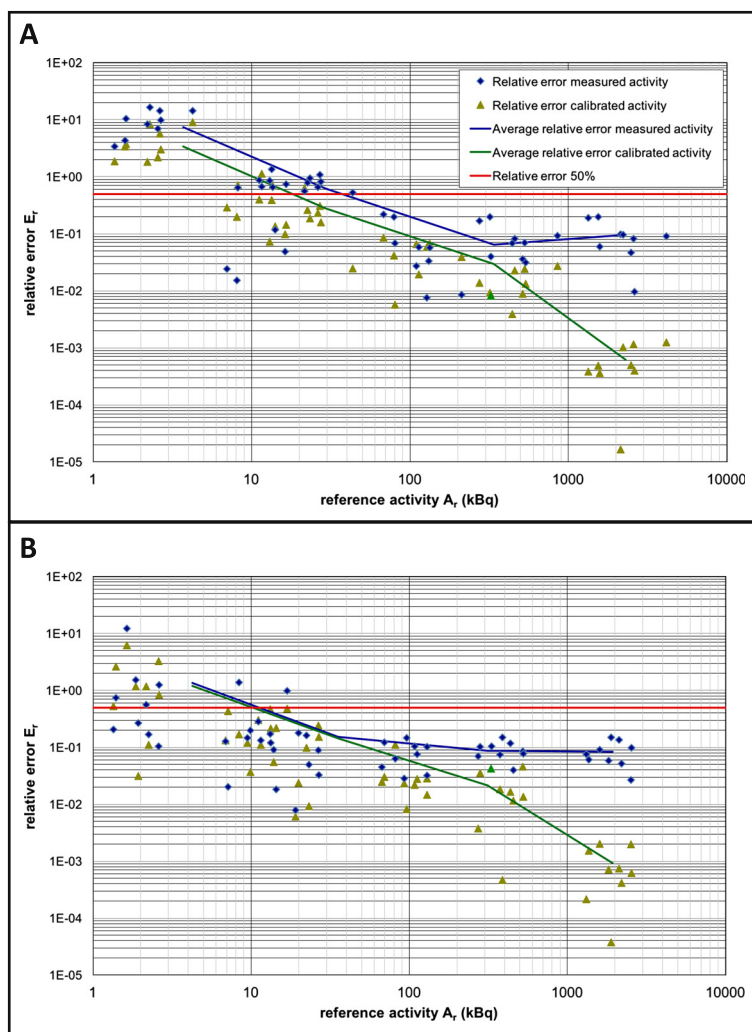 A
1E+02
1E+01
1E+00
1E-01
1E-02
1E-03
1E-04
1E-05
relative error Er
Relative error measured activity
Relative error calibrated activity
Average relative error measured activity
Average relative error calibrated activity
Relative error 50%
1 10 100 1000 10000
reference activity Ar (kBq)
B
1E+02
1E+01
1E+00
1E-01
1E-02
1E-03
1E-04
1E-05
relative error Er
1 10 100 1000 10000
reference activity Ar (kBq)